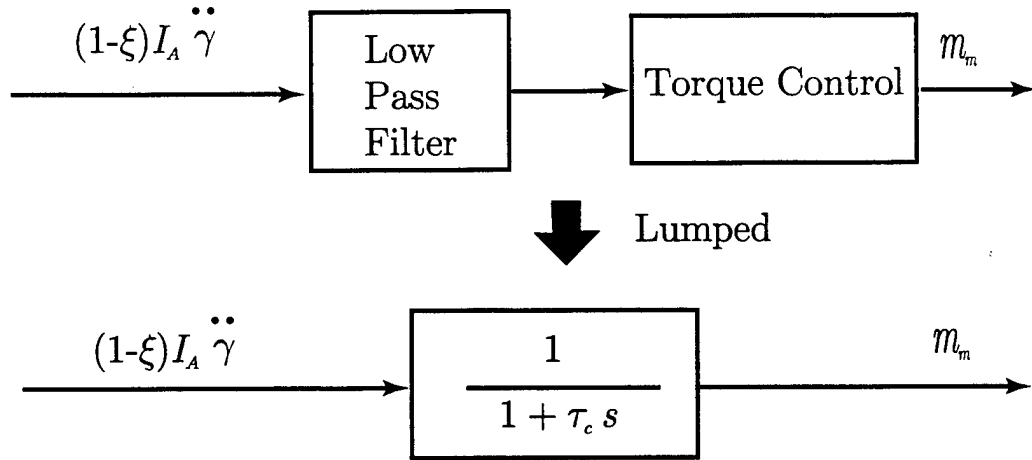 (1-ξ)I_A γ̈
Low
Pass
Filter
Torque Control
m_m
Lumped
(1-ξ)I_A γ̈
1
1 + τ_c s
m_m